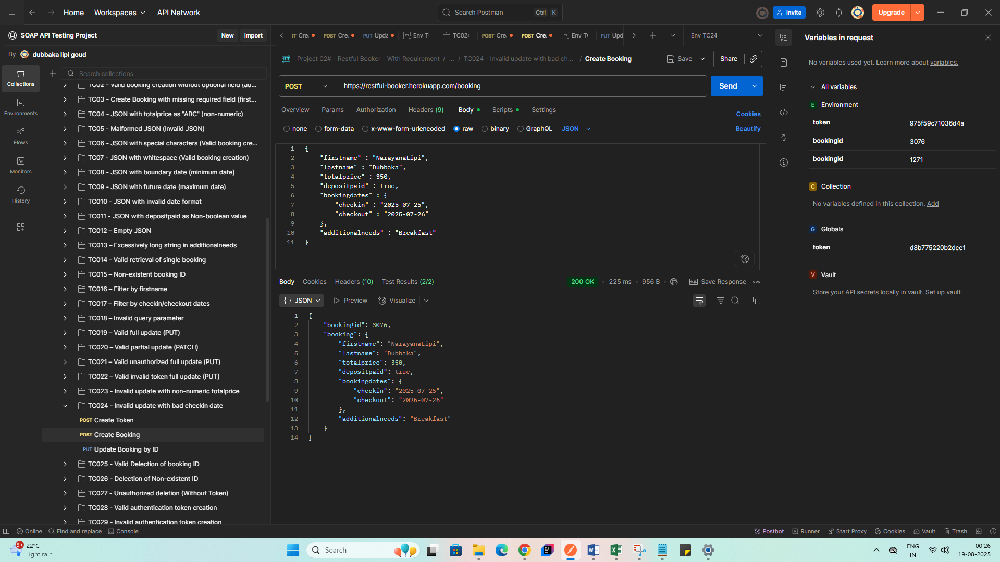 Home
Workspaces
API Network
Search Postman
Ctrl
K
Invite
Upgrade
SOAP API Testing Project
New
Import
By dubbaka lipi goud
Collections
Environments
Flows
Monitors
History
Search collections
TC02 - Valid booking creation without optional field (ad...
TC03 - Create Booking with missing required field (first...
TC04 - JSON with totalprice as "ABC" (non-numeric)
TC05 - Malformed JSON (Invalid JSON)
TC06 - JSON with special characters (Valid booking cre...
TC07 - JSON with whitespace (Valid booking creation)
TC08 - JSON with boundary date (minimum date)
TC09 - JSON with future date (maximum date)
TC010 - JSON with invalid date format
TC011 - JSON with depositpaid as Non-boolean value
TC012 – Empty JSON
TC013 – Excessively long string in additionalneeds
TC014 - Valid retrieval of single booking
TC015 – Non-existent booking ID
TC016 – Filter by firstname
TC017 – Filter by checkin/checkout dates
TC018 – Invalid query parameter
TC019 – Valid full update (PUT)
TC020 – Valid partial update (PATCH)
TC021 – Valid unauthorized full update (PUT)
TC022 – Valid invalid token full update (PUT)
TC023 - Invalid update with non-numeric totalprice
TC024 - Invalid update with bad checkin date
POST Create Token
POST Create Booking
PUT Update Booking by ID
TC025 - Valid Delection of booking ID
TC026 - Delection of Non-existent ID
TC027 - Unauthorized deletion (Without Token)
TC028 - Valid authentication token creation
TC029 - Invalid authentication token creation
ST Cre
POST Cre
PUT Upda
Env_T
TC024
POST Cre
POST Cre
Env_T
PUT Upd
Env_TC24
HTTP
Project 02# - Restful Booker - With Requirement / ... / TC024 - Invalid update with bad ch... / Create Booking
Save
Share
POST
https://restful-booker.herokuapp.com/booking
Send
Overview
Params
Authorization
Headers (9)
Body
Scripts
Settings
Cookies
none
form-data
x-www-form-urlencoded
raw
binary
GraphQL
JSON
Beautify
1 {
2 "firstname" : "NarayanaLipi",
3 "lastname" : "Dubbaka",
4 "totalprice" : 350,
5 "depositpaid" : true,
6 "bookingdates" : {
7 "checkin" : "2025-07-25",
8 "checkout" : "2025-07-26"
9 },
10 "additionalneeds" : "Breakfast"
11 }
Body
Cookies
Headers (10)
Test Results (2/2)
200 OK
225 ms
956 B
e.g.
Save Response
{} JSON
Preview
Visualize
1 {
2 "bookingid": 3076,
3 "booking": {
4 "firstname": "NarayanaLipi",
5 "lastname": "Dubbaka",
6 "totalprice": 350,
7 "depositpaid": true,
8 "bookingdates": {
9 "checkin": "2025-07-25",
10 "checkout": "2025-07-26"
11 },
12 "additionalneeds": "Breakfast"
13 }
14 }
Variables in request
No variables used yet. Learn more about variables.
All variables
E Environment
token 975f59c71036d4a
bookingid 3076
bookingId 1271
C Collection
No variables defined in this collection. Add
G Globals
token d8b775220b2dce1
V Vault
Store your API secrets locally in vault. Set up vault
Online
Find and replace
Console
Postbot
Runner
Start Proxy
Cookies
Vault
Trash
9+
22°C
Light rain
Search
ENG
IN
00:26
19-08-2025